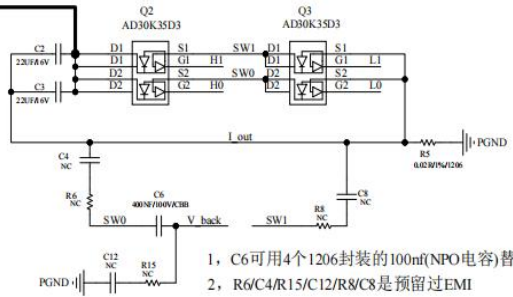 Q2
AD30K35D3
Q3
AD30K35D3
C2
22UF/16V
D1
D1
D2
D2
S1
G1
S2
G2
H1
H0
SW1
SW0
D1
D1
D2
D2
S1
G1
S2
G2
L1
L0
C3
22UF/16V
I_out
R5
0.02R/1%/1206
PGND
C4
NC
R6
NC
C6
400NF/100V/CBB
C8
NC
R8
NC
SW0
V_back
SW1
C12
NC
R15
NC
PGND
1，C6可用4个1206封装的100nf(NPO电容)替
2，R6/C4/R15/C12/R8/C8是预留过EMI